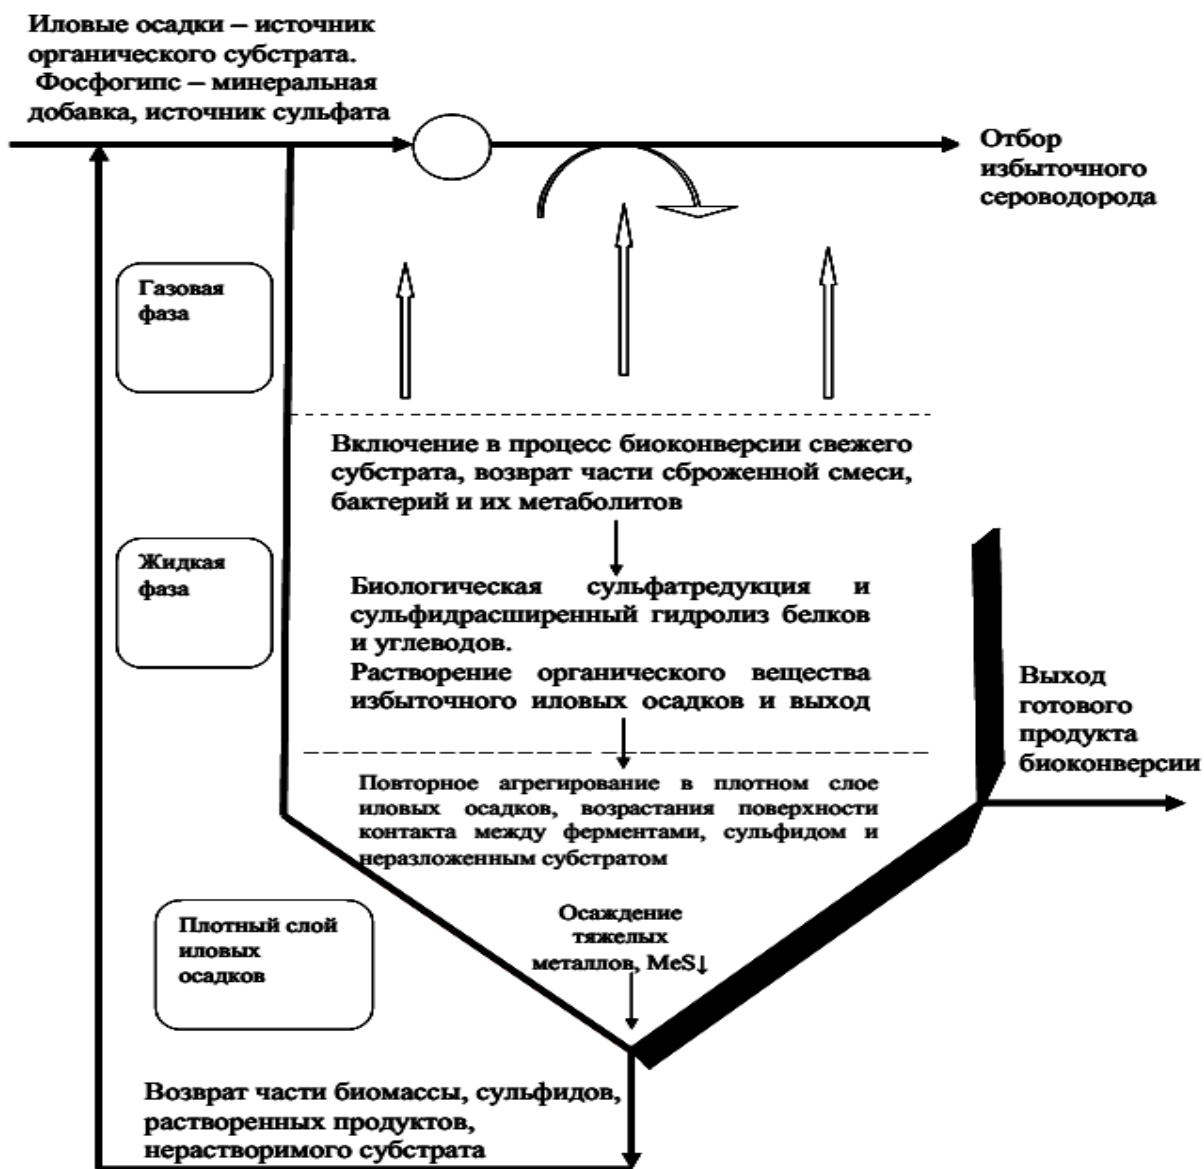 Иловые осадки – источник
органического субстрата.
Фосфогипс – минеральная
добавка, источник сульфата
Отбор
избыточного
сероводорода
Газовая
фаза
Включение в процесс биоконверсии свежего
субстрата, возврат части сброженной смеси,
бактерий и их метаболитов
Жидкая
фаза
Биологическая сульфатредукция и
сульфидрасширенный гидролиз белков
и углеводов.
Растворение органического вещества
избыточного иловых осадков и выход
Выход
готового
продукта
биоконверсии
Повторное агрегирование в плотном слое
иловых осадков, возрастания поверхности
контакта между ферментами, сульфидом и
неразложенным субстратом
Плотный слой
иловых
осадков
Осаждение
тяжелых
металлов, MeS↓
Возврат части биомассы, сульфидов,
растворенных продуктов,
нерастворимого субстрата